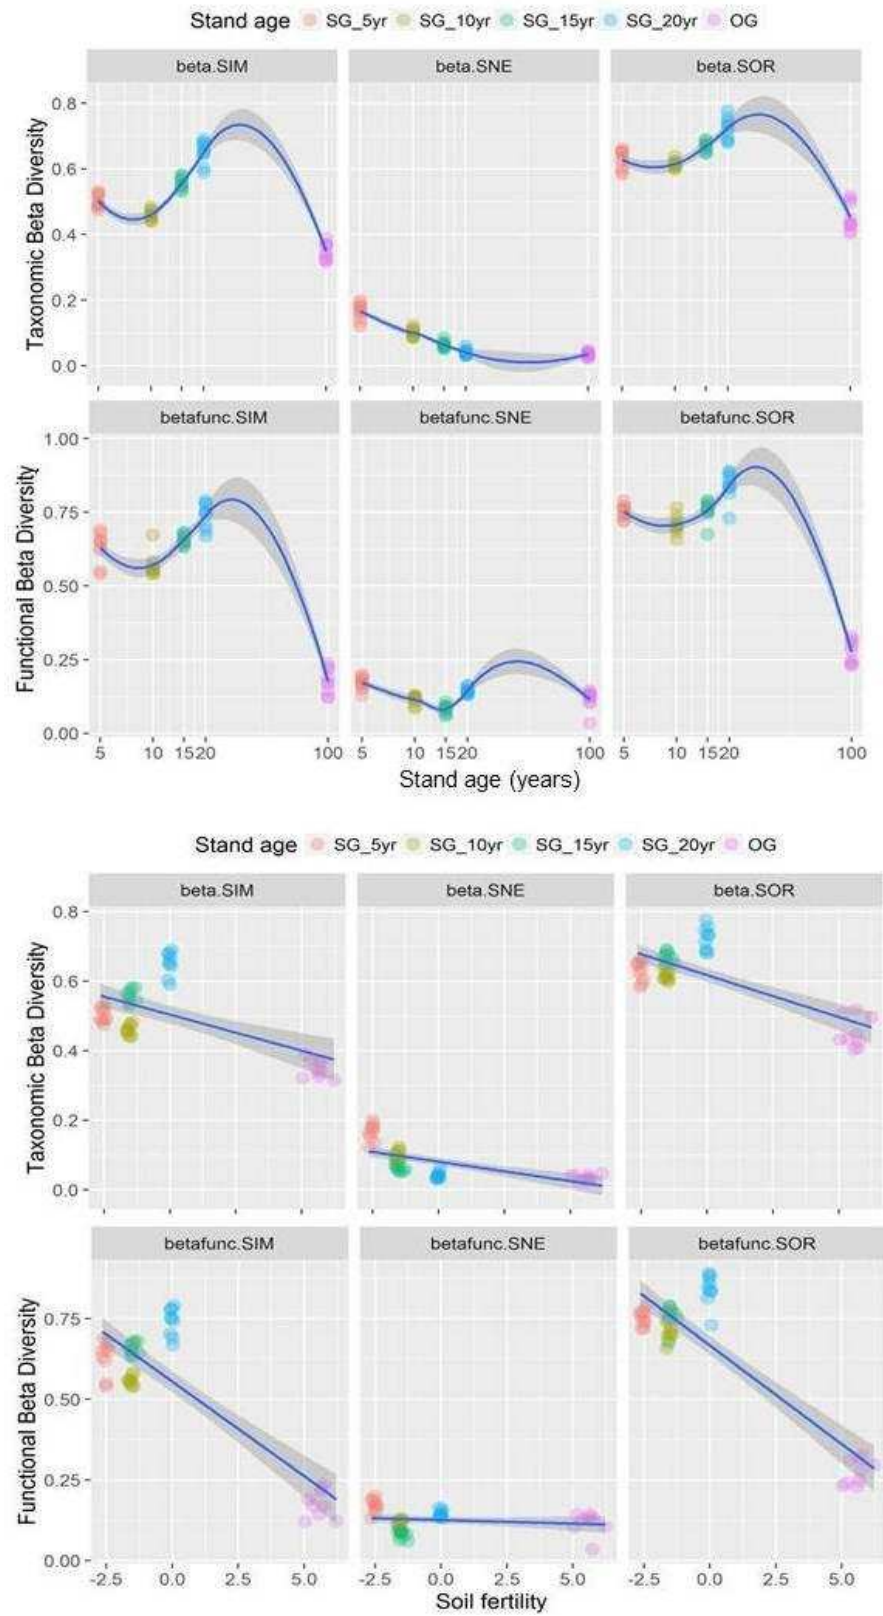 Stand age SG_5yr SG_10yr SG_15yr SG_20yr OG
beta.SIM beta.SNE beta.SOR
Taxonomic Beta Diversity
0.8
0.6
0.4
0.2
0.0
betafunc.SIM betafunc.SNE betafunc.SOR
Functional Beta Diversity
1.00
0.75
0.50
0.25
0.00
5 10 15 20 100 5 10 15 20 100 5 10 15 20 100
Stand age (years)
Stand age SG_5yr SG_10yr SG_15yr SG_20yr OG
beta.SIM beta.SNE beta.SOR
Taxonomic Beta Diversity
0.8
0.6
0.4
0.2
0.0
betafunc.SIM betafunc.SNE betafunc.SOR
Functional Beta Diversity
0.75
0.50
0.25
0.00
-2.5 0.0 2.5 5.0 -2.5 0.0 2.5 5.0 -2.5 0.0 2.5 5.0
Soil fertility